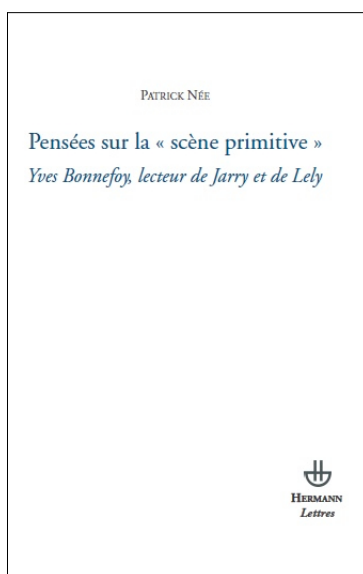 Patrick Née
Pensées sur la « scène primitive »
Yves Bonnefoy, lecteur de Jarry et de Lely
Hermann
Lettres